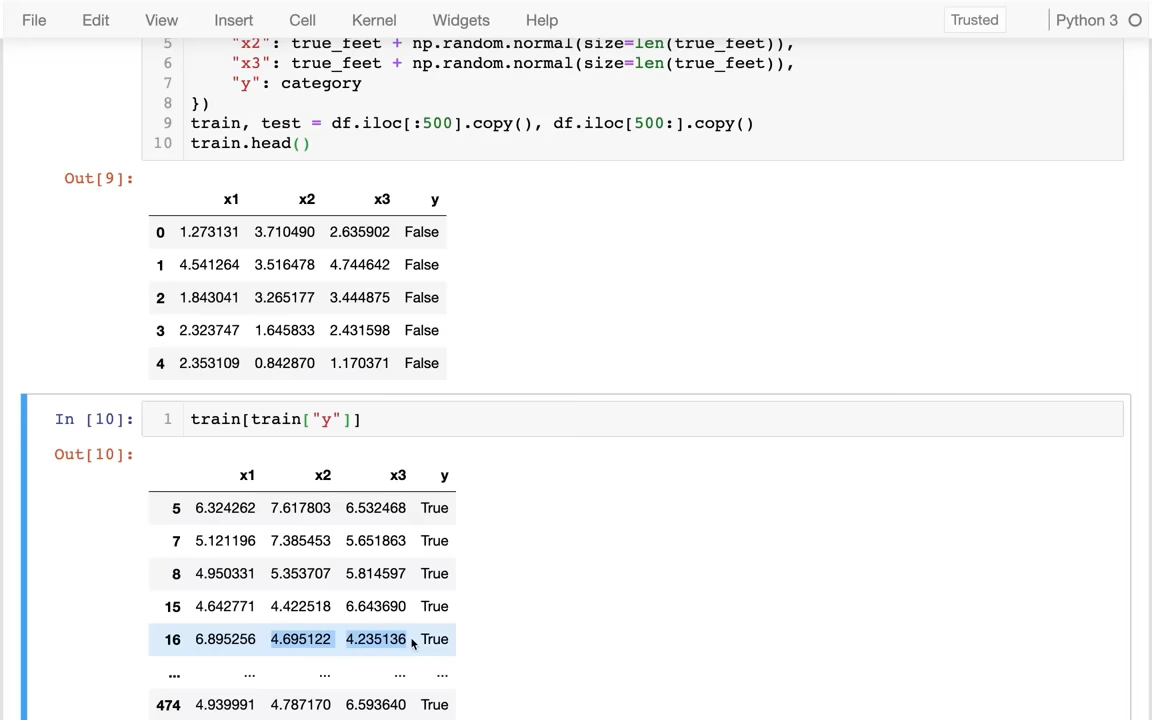 File Edit View Insert Cell Kernel Widgets Help Trusted Python 3
5 "x2": true_feet + np.random.normal(size=len(true_feet)),
6 "x3": true_feet + np.random.normal(size=len(true_feet)),
7 "y": category
8 })
9 train, test = df.iloc[:500].copy(), df.iloc[500:].copy()
10 train.head()
Out[9]:
x1 x2 x3 y
0 1.273131 3.710490 2.635902 False
1 4.541264 3.516478 4.744642 False
2 1.843041 3.265177 3.444875 False
3 2.323747 1.645833 2.431598 False
4 2.353109 0.842870 1.170371 False
In [10]: 1 train[train["y"]]
Out[10]:
x1 x2 x3 y
5 6.324262 7.617803 6.532468 True
7 5.121196 7.385453 5.651863 True
8 4.950331 5.353707 5.814597 True
15 4.642771 4.422518 6.643690 True
16 6.895256 4.695122 4.235136 True
... ... ... ... ...
474 4.939991 4.787170 6.593640 True